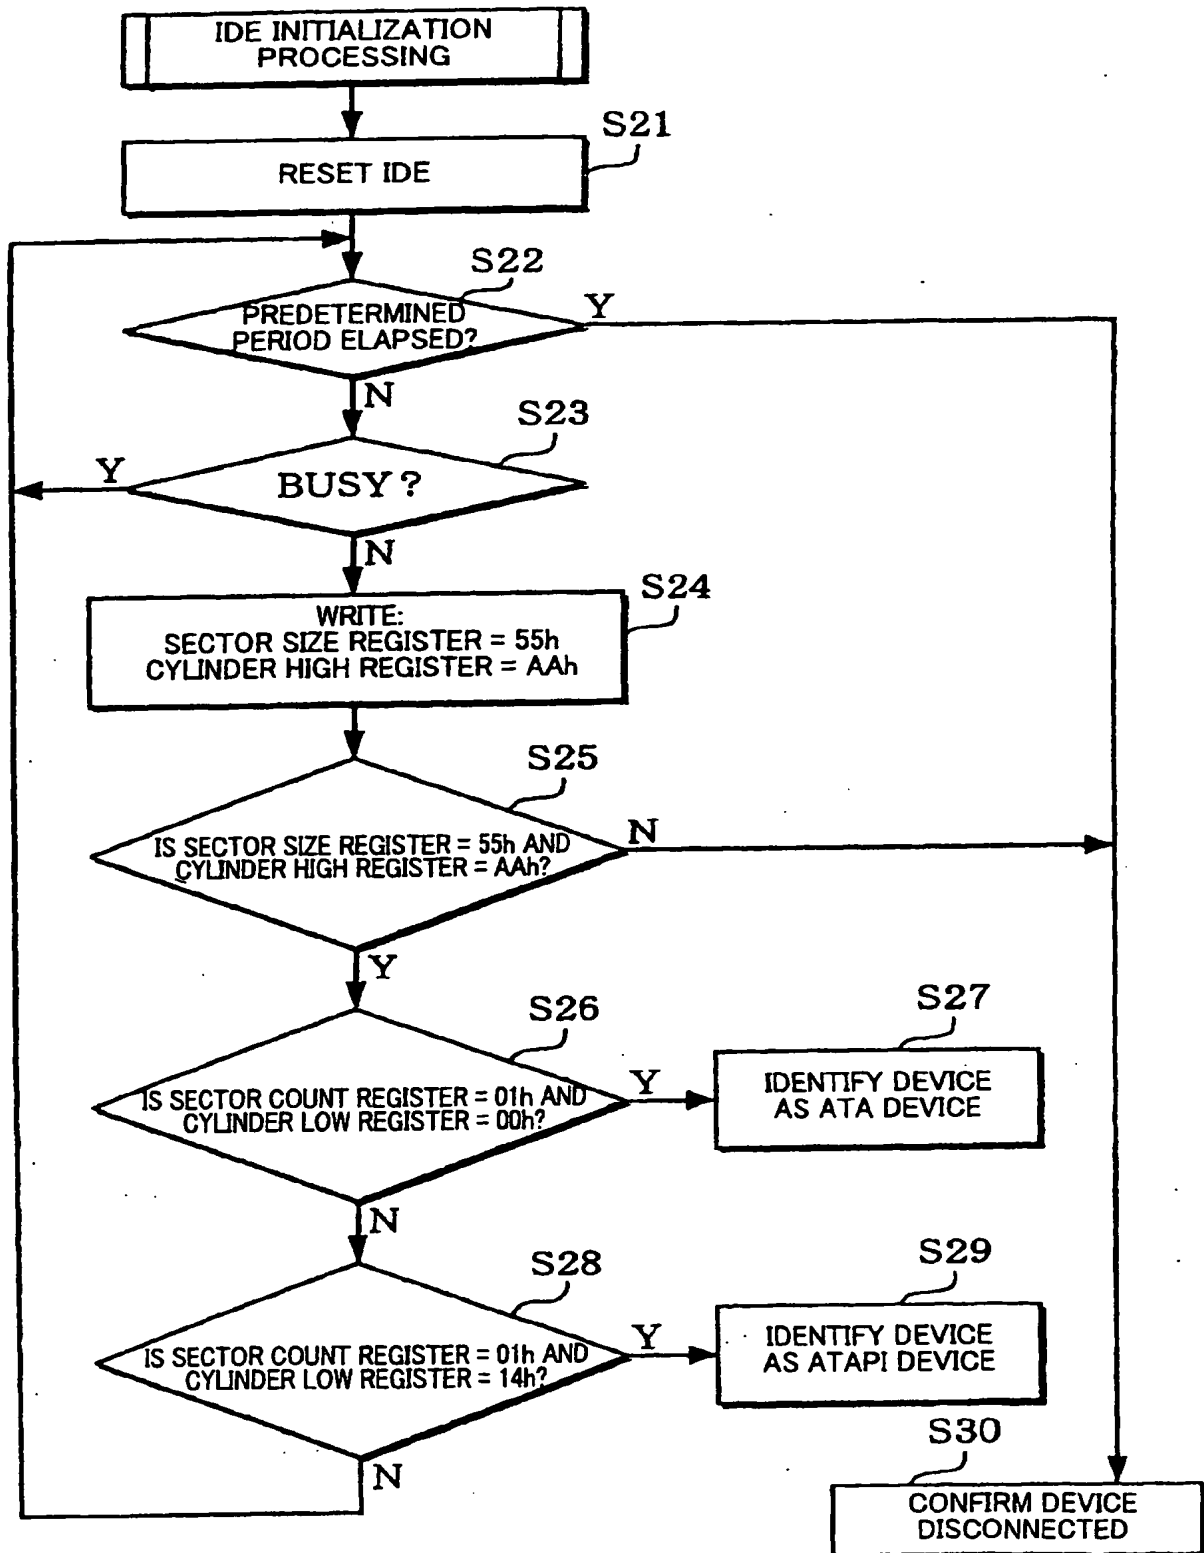 IDE INITIALIZATION
PROCESSING
S21
RESET IDE
S22
PREDETERMINED
PERIOD ELAPSED?
Y
N
S23
Y
BUSY?
N
S24
WRITE:
SECTOR SIZE REGISTER = 55h
CYLINDER HIGH REGISTER = AAh
S25
IS SECTOR SIZE REGISTER = 55h AND
CYLINDER HIGH REGISTER = AAh?
N
Y
S26
IS SECTOR COUNT REGISTER = 01h AND
CYLINDER LOW REGISTER = 00h?
Y
S27
IDENTIFY DEVICE
AS ATA DEVICE
N
S28
IS SECTOR COUNT REGISTER = 01h AND
CYLINDER LOW REGISTER = 14h?
Y
S29
IDENTIFY DEVICE
AS ATAPI DEVICE
N
S30
CONFIRM DEVICE
DISCONNECTED